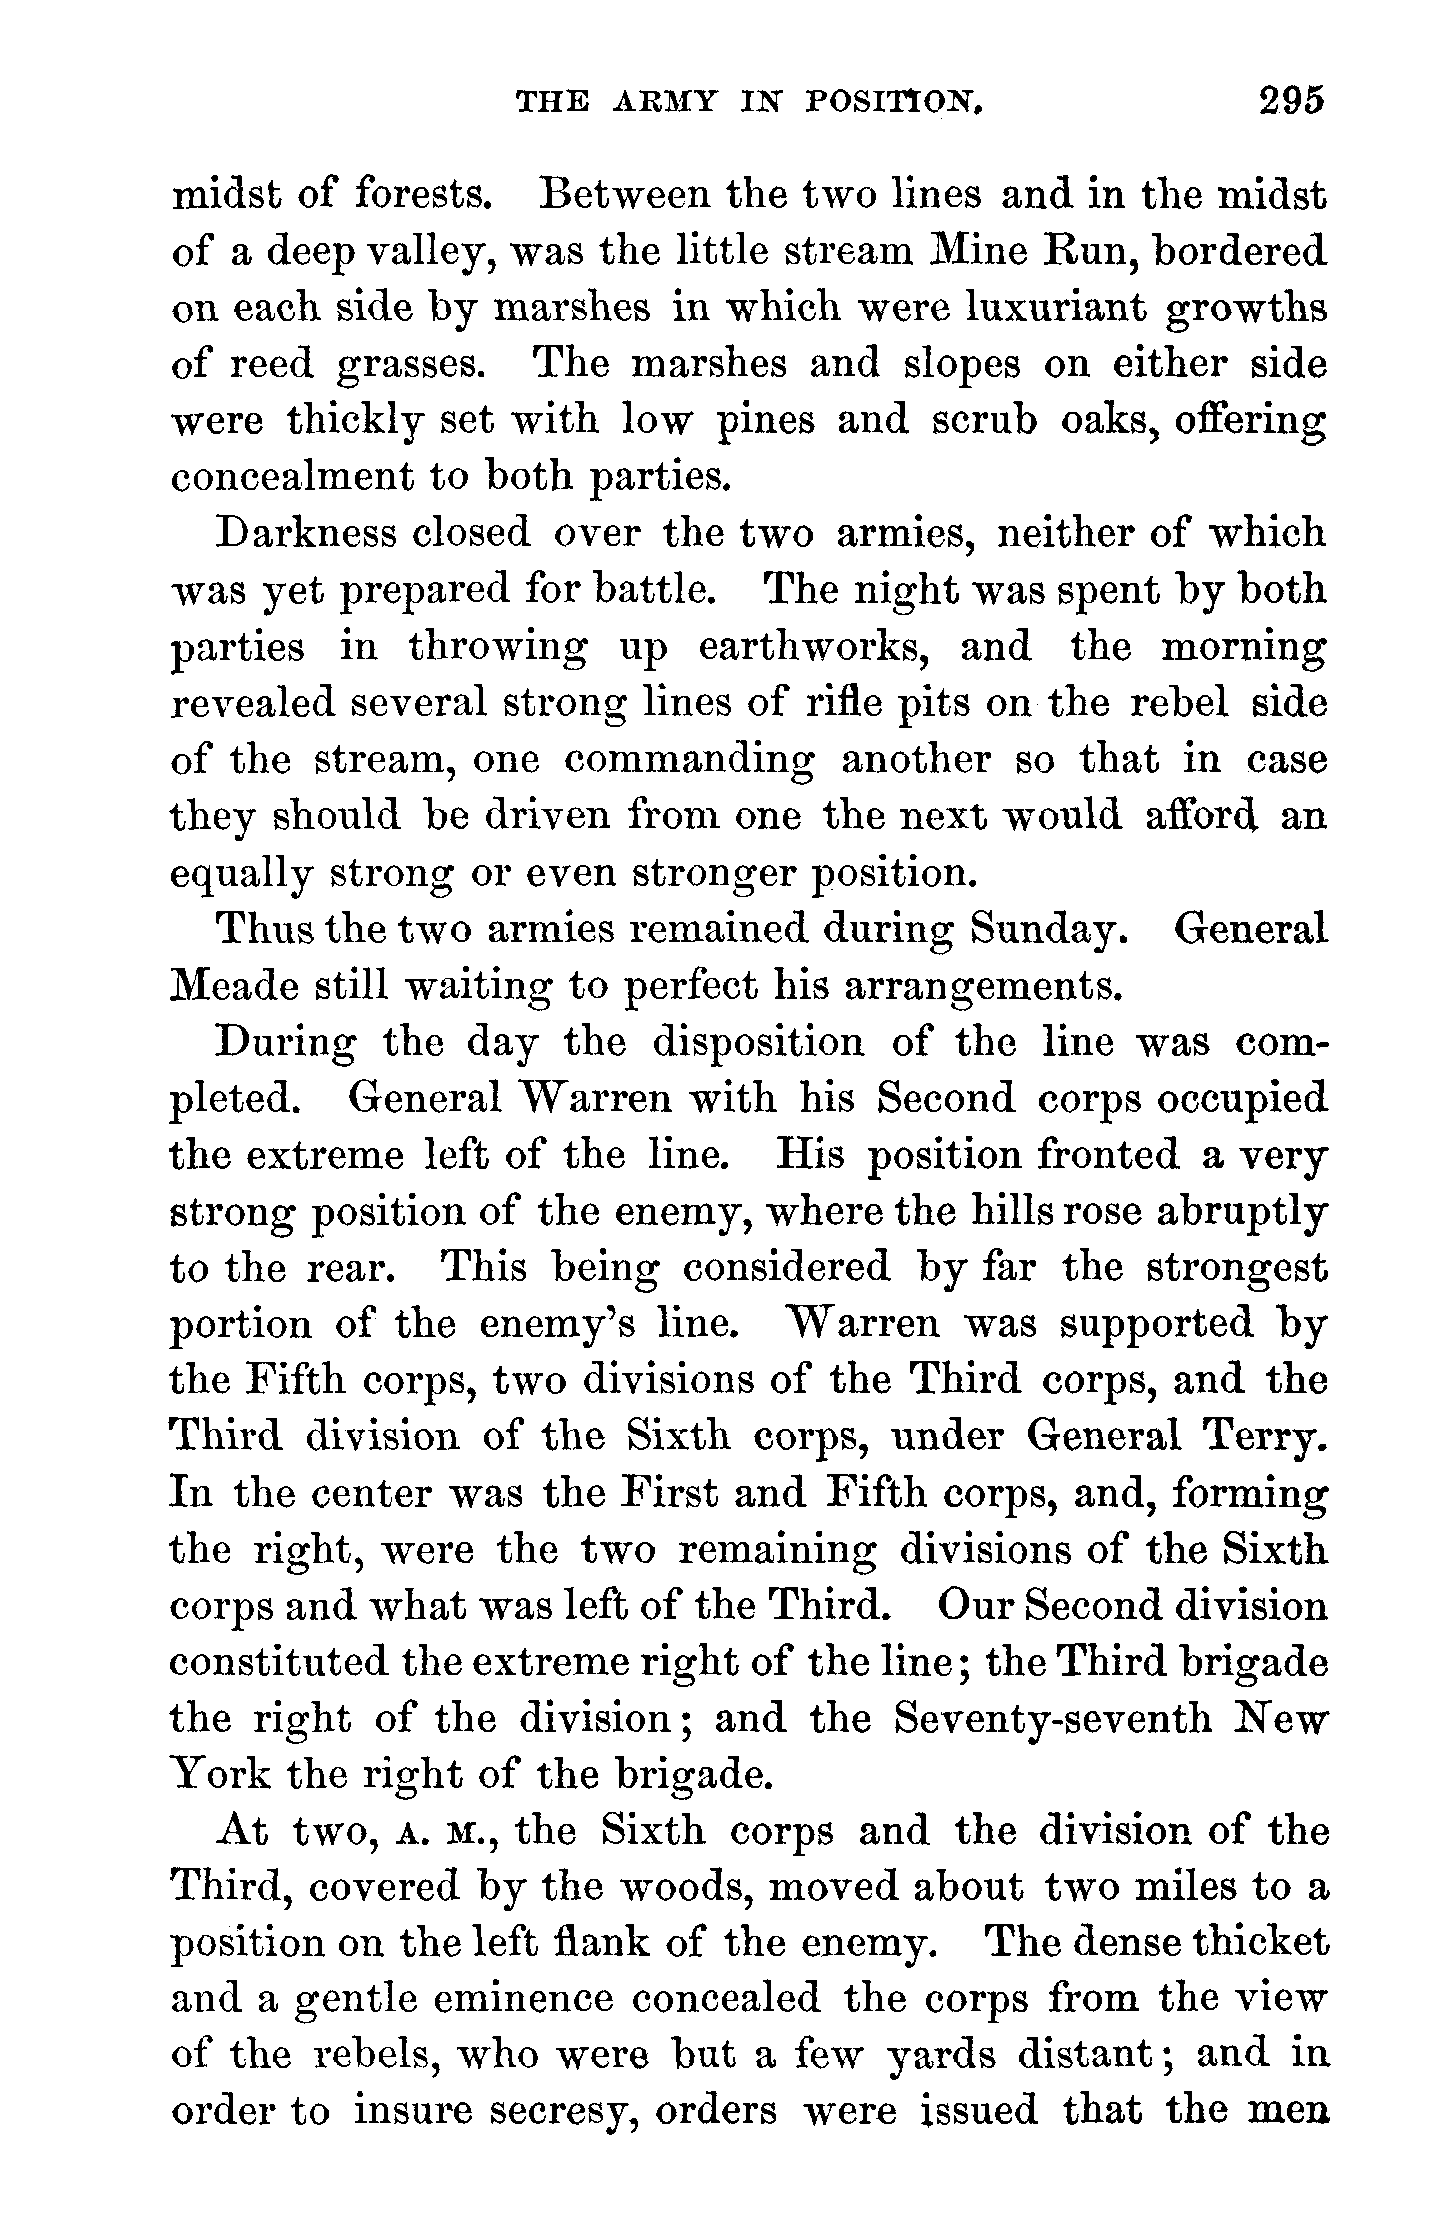 THE ARMY IN POSITION. 295
midst of forests. Between the two lines and in the midst
of a deep valley, was the little stream Mine Run, bordered
on each side by marshes in which were luxuriant growths
of reed grasses. The marshes and slopes on either side
were thickly set with low pines and scrub oaks, offering
concealment to both parties.
Darkness closed over the two armies, neither of which
was yet prepared for battle. The night was spent by both
parties in throwing up earthworks, and the morning
revealed several strong lines of rifle pits on the rebel side
of the stream, one commanding another so that in case
they should be driven from one the next would afford an
equally strong or even stronger position.
Thus the two armies remained during Sunday. General
Meade still waiting to perfect his arrangements.
During the day the disposition of the line was com-
pleted. General Warren with his Second corps occupied
the extreme left of the line. His position fronted a very
strong position of the enemy, where the hills rose abruptly
to the rear. This being considered by far the strongest
portion of the enemy's line. Warren was supported by
the Fifth corps, two divisions of the Third corps, and the
Third division of the Sixth corps, under General Terry.
In the center was the First and Fifth corps, and, forming
the right, were the two remaining divisions of the Sixth
corps and what was left of the Third. Our Second division
constituted the extreme right of the line; the Third brigade
the right of the division; and the Seventy-seventh New
York the right of the brigade.
At two, A. M., the Sixth corps and the division of the
Third, covered by the woods, moved about two miles to a
position on the left flank of the enemy. The dense thicket
and a gentle eminence concealed the corps from the view
of the rebels, who were but a few yards distant; and in
order to insure secresy, orders were issued that the men